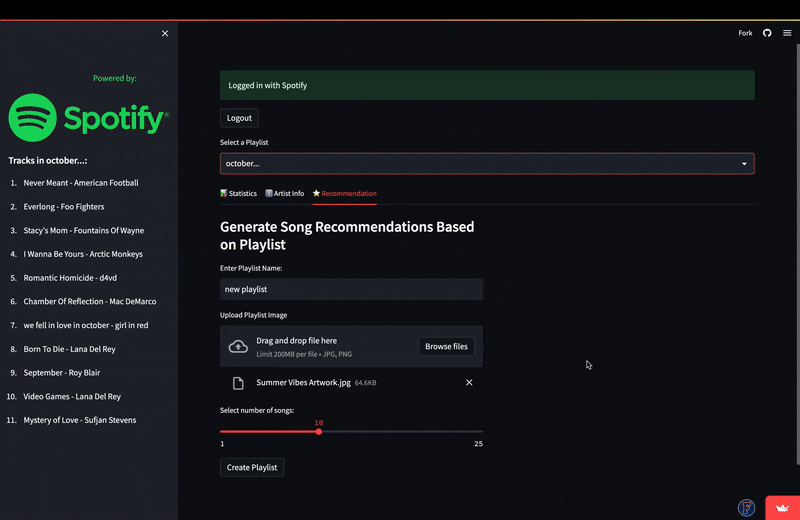 Fork
Powered by:
Spotify®
Tracks in october...:
1. Never Meant - American Football
2. Everlong - Foo Fighters
3. Stacy's Mom - Fountains Of Wayne
4. I Wanna Be Yours - Arctic Monkeys
5. Romantic Homicide - d4vd
6. Chamber Of Reflection - Mac DeMarco
7. we fell in love in october - girl in red
8. Born To Die - Lana Del Rey
9. September - Roy Blair
10. Video Games - Lana Del Rey
11. Mystery of Love - Sufjan Stevens
Logged in with Spotify
Logout
Select a Playlist
october...
Statistics Artist Info Recommendation
Generate Song Recommendations Based
on Playlist
Enter Playlist Name:
new playlist
Upload Playlist Image
Drag and drop file here
Limit 200MB per file • JPG, PNG
Browse files
Summer Vibes Artwork.jpg 64.6KB
Select number of songs:
10
1 25
Create Playlist